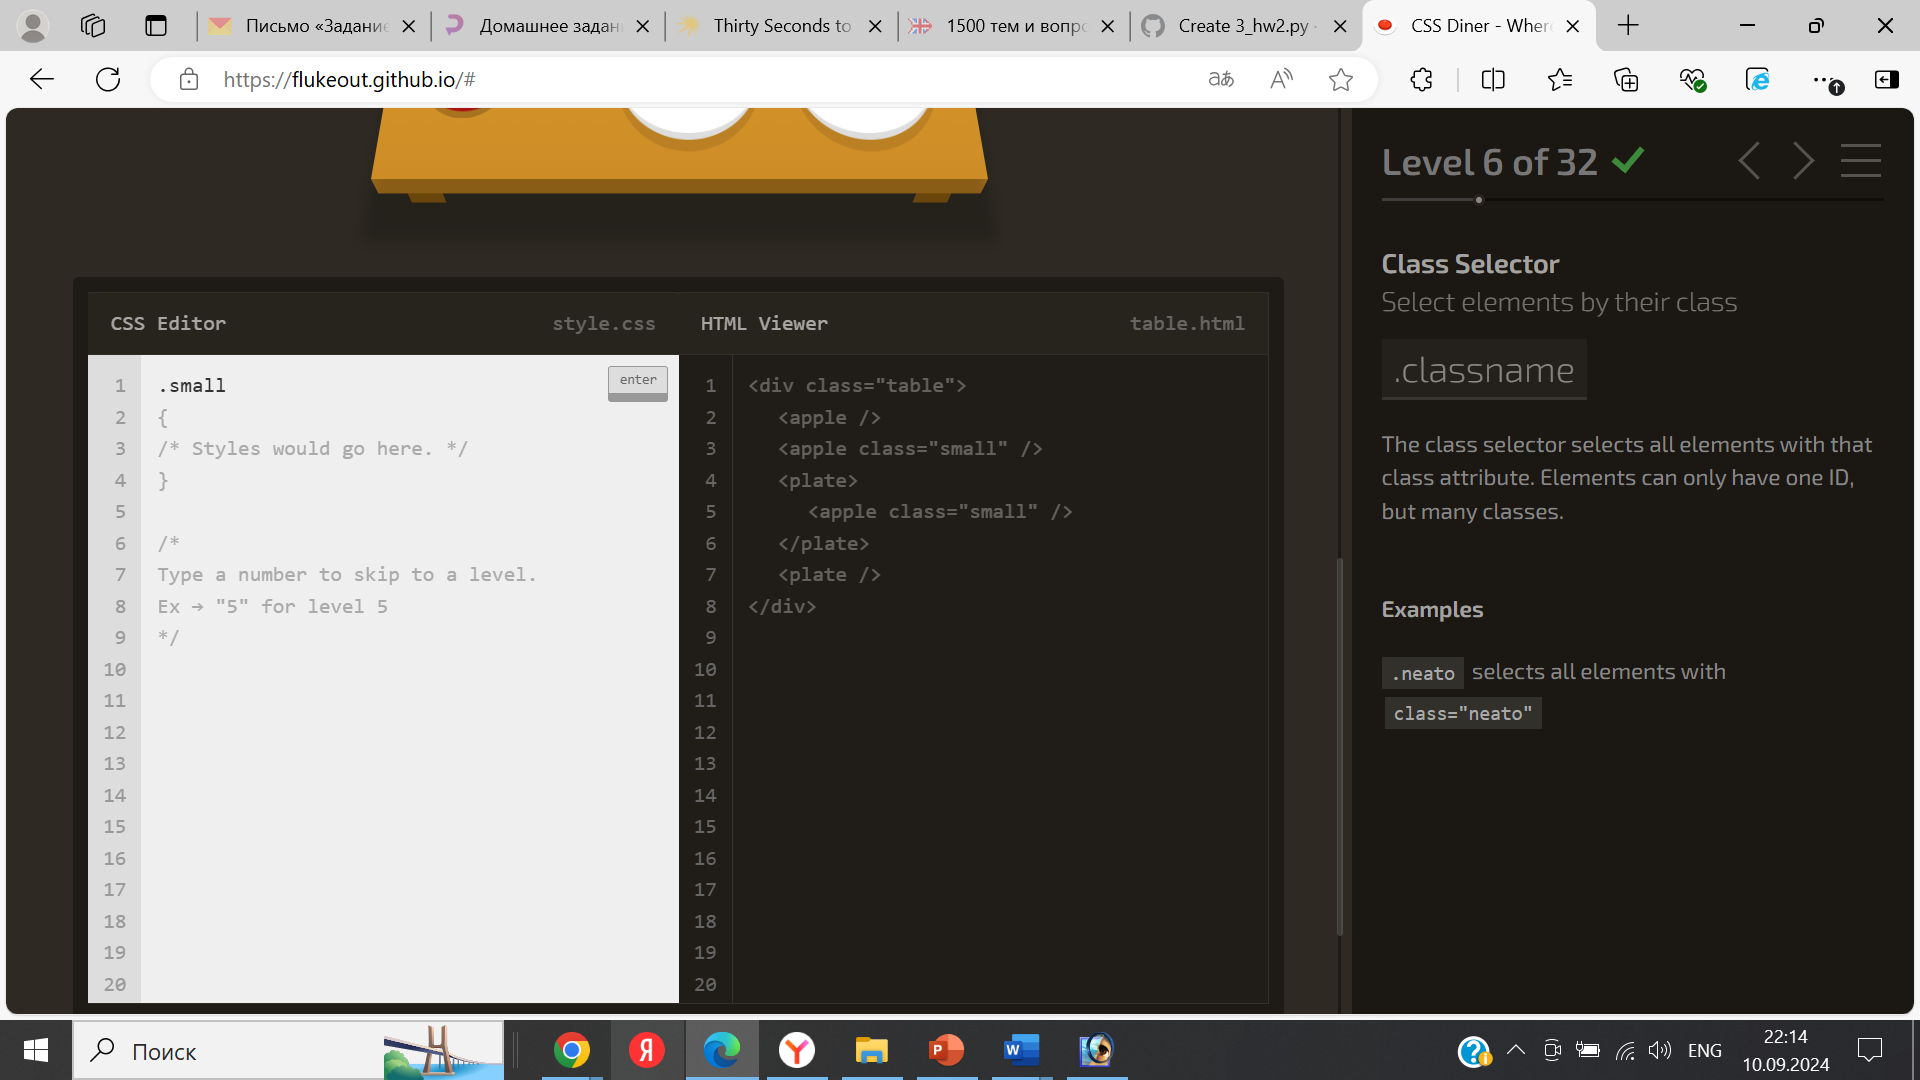 Письмо «Задание
Домашнее задани
Thirty Seconds to
1500 тем и вопро
Create 3_hw2.py ·
CSS Diner - Where
https://flukeout.github.io/#
Level 6 of 32
Class Selector
Select elements by their class
.classname
The class selector selects all elements with that
class attribute. Elements can only have one ID,
but many classes.
Examples
.neato selects all elements with
class="neato"
CSS Editor
style.css
HTML Viewer
table.html
enter
1 .small
2 {
3 /* Styles would go here. */
4 }
5
6 /*
7 Type a number to skip to a level.
8 Ex → "5" for level 5
9 */
10
11
12
13
14
15
16
17
18
19
20
1 <div class="table">
2 <apple />
3 <apple class="small" />
4 <plate>
5 <apple class="small" />
6 </plate>
7 <plate />
8 </div>
9
10
11
12
13
14
15
16
17
18
19
20
Поиск
ENG
22:14
10.09.2024